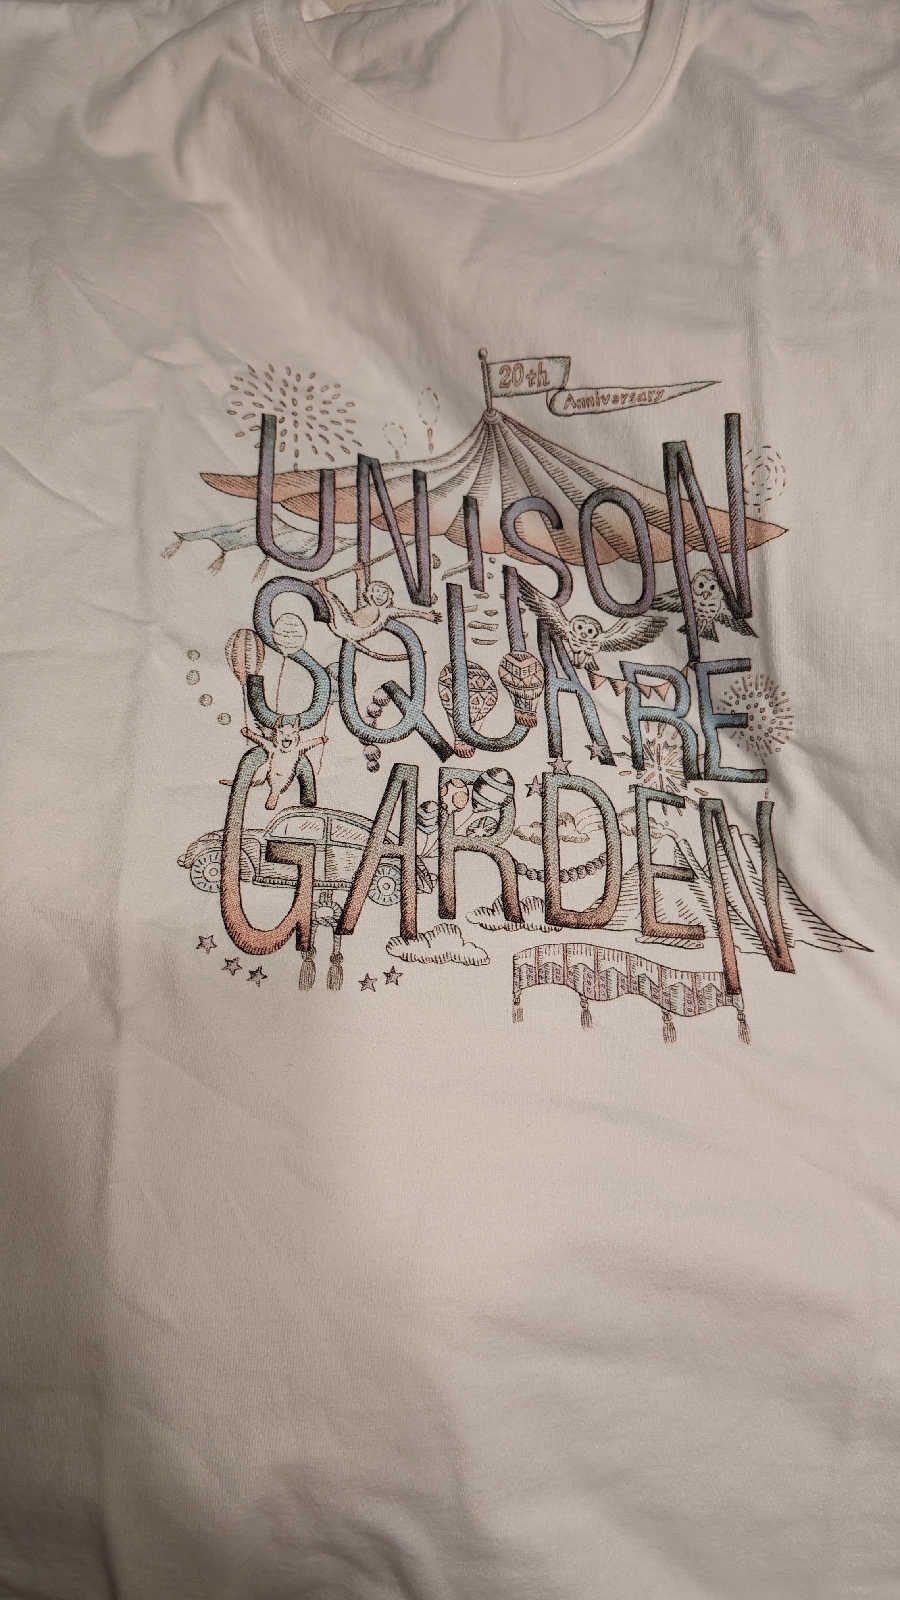 20th
Anniversary
UNiSON
SQUARE
GARDEN